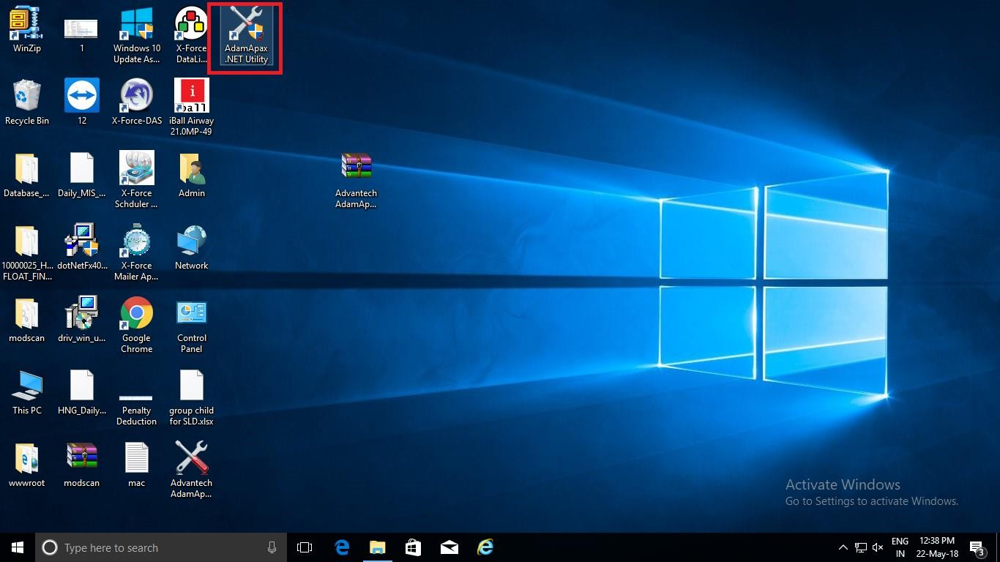 WinZip
1
Windows 10
Update As...
X-Force
DataLi...
AdamApax
.NET Utility
Recycle Bin
12
X-Force-DAS
i
ball
iBall Airway
21.0MP-49
Database_...
Daily_MIS_...
X-Force
Schduler ...
Admin
Advantech
AdamAp...
10000025_H...
FLOAT_FIN...
dotNetFx40...
X-Force
Mailer Ap...
Network
modscan
driv_win_u...
Google
Chrome
Control
Panel
This PC
HNG_Daily...
Penalty
Deduction
group child
for SLD.xlsx
wwwroot
modscan
mac
Advantech
AdamAp...
Activate Windows
Go to Settings to activate Windows.
Type here to search
ENG
IN
12:38 PM
22-May-18
3